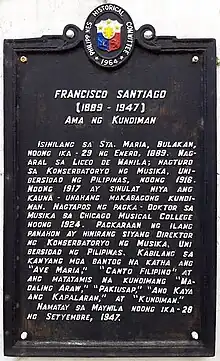 PHILIPPINES HISTORICAL COMMITTEE
1964
FRANCISCO SANTIAGO
(1889 - 1947)
AMA NG KUNDIMAN
ISINILANG SA STA. MARIA, BULAKAN,
NOONG IKA-29 NG ENERO, 1889. NAG-
ARAL SA LICEO DE MANILA; NAGTURO
SA KONSERBATORYO NG MUSIKA, UNI-
BERSIDAD NG PILIPINAS, NOONG 1916.
NOONG 1917 AY SINULAT NIYA ANG
KAUNA-UNAHANG MAKABAGONG KUNDI-
MAN. NAGTAPOS NG PAGKA-DOKTOR SA
MUSIKA SA CHICAGO MUSICAL COLLEGE
NOONG 1924. PAGKARAAN NG ILANG
PANAHON AY HINIRANG SIYANG DIREKTOR
NG KONSERBATORYO NG MUSIKA, UNI
BERSIDAD NG PILIPINAS. KABILANG SA
KANYANG MGA BANTOG NA KATHA ANG
"AVE MARIA," "CANTO FILIPINO" AT
ANG MATATAMIS NA KUNDIMANG "MA-
DALING ARAW," "PAKIUSAP," "ANO KAYA
ANG KAPALARAN," AT "KUNDIMAN."
HAMATAY SA MAYNILA NOONG IKA-28
NG SETYEMBRE, 1947.